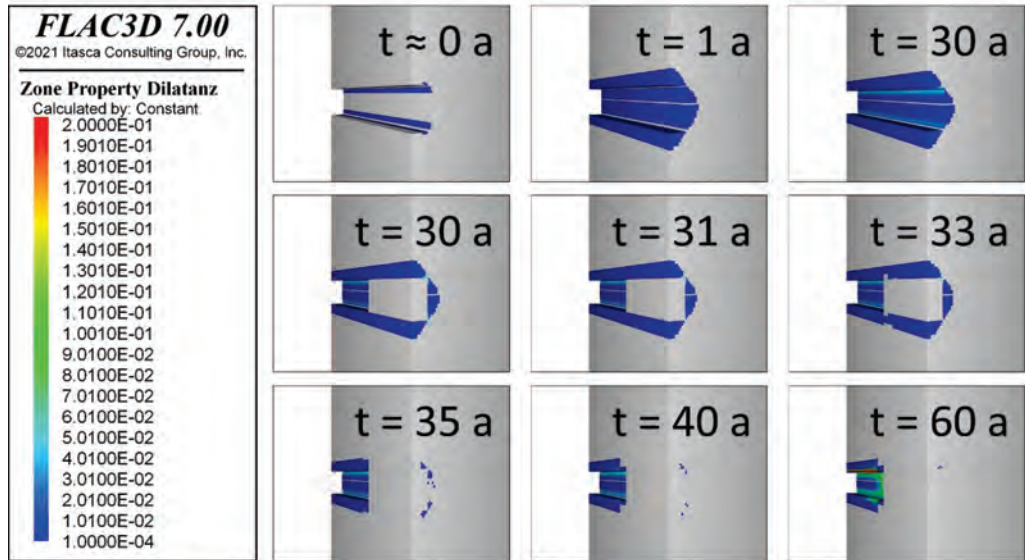 FLAC3D 7.00
©2021 Itasca Consulting Group, Inc.
Zone Property Dilatanz
Calculated by: Constant
2.0000E-01
1.9010E-01
1.8010E-01
1.7010E-01
1.6010E-01
1.5010E-01
1.4010E-01
1.3010E-01
1.2010E-01
1.1010E-01
1.0010E-01
9.0100E-02
8.0100E-02
7.0100E-02
6.0100E-02
5.0100E-02
4.0100E-02
3.0100E-02
2.0100E-02
1.0100E-02
1.0000E-04
t ≈ 0 a
t = 1 a
t = 30 a
t = 30 a
t = 31 a
t = 33 a
t = 35 a
t = 40 a
t = 60 a